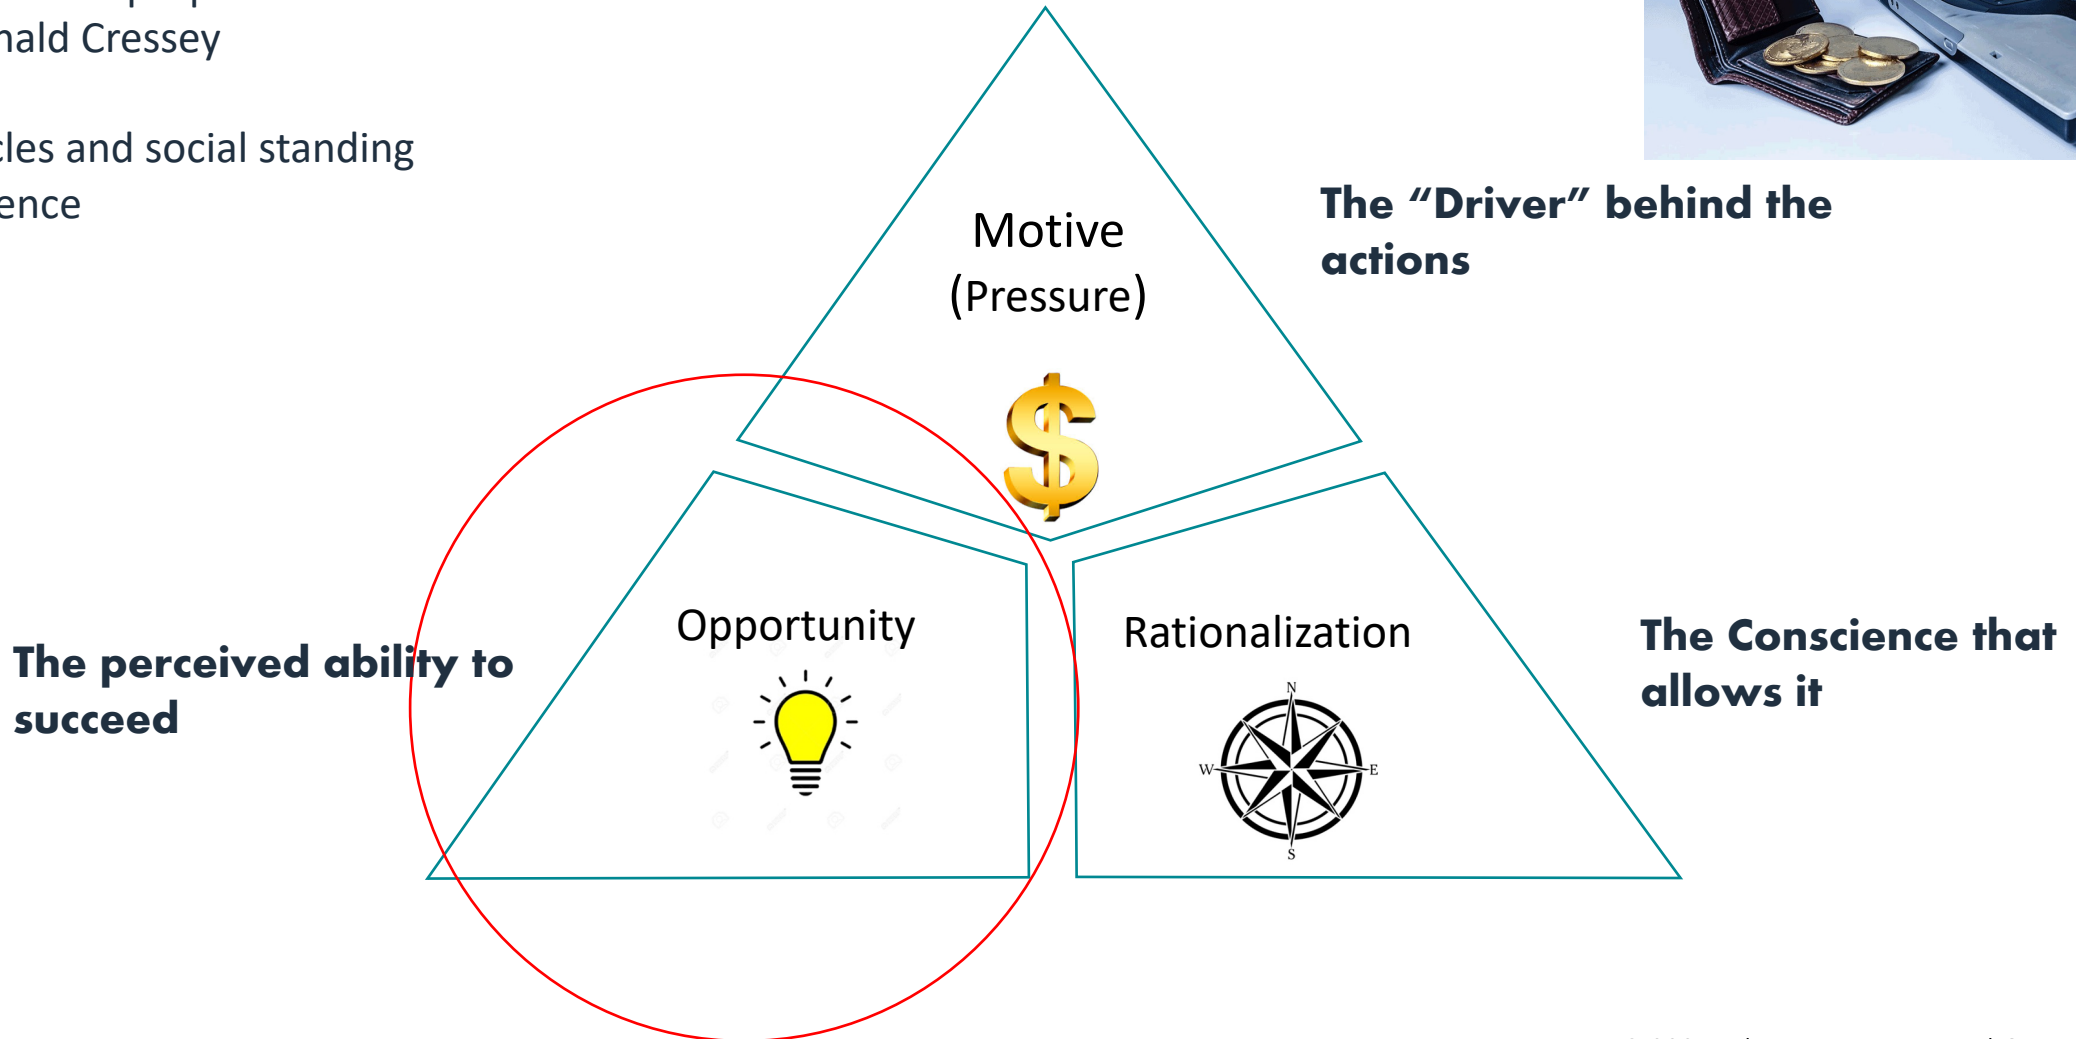 nald Cressey
cles and social standing
ence
The “Driver” behind the
actions
Motive
(Pressure)
Opportunity
Rationalization
The perceived ability to
succeed
The Conscience that
allows it
N
W
E
S